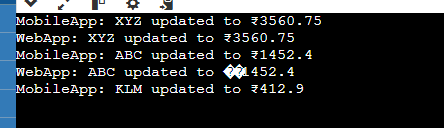 MobileApp: XYZ updated to ₹3560.75
WebApp: XYZ updated to ₹3560.75
MobileApp: ABC updated to ₹1452.4
WebApp: ABC updated to ��1452.4
MobileApp: KLM updated to ₹412.9